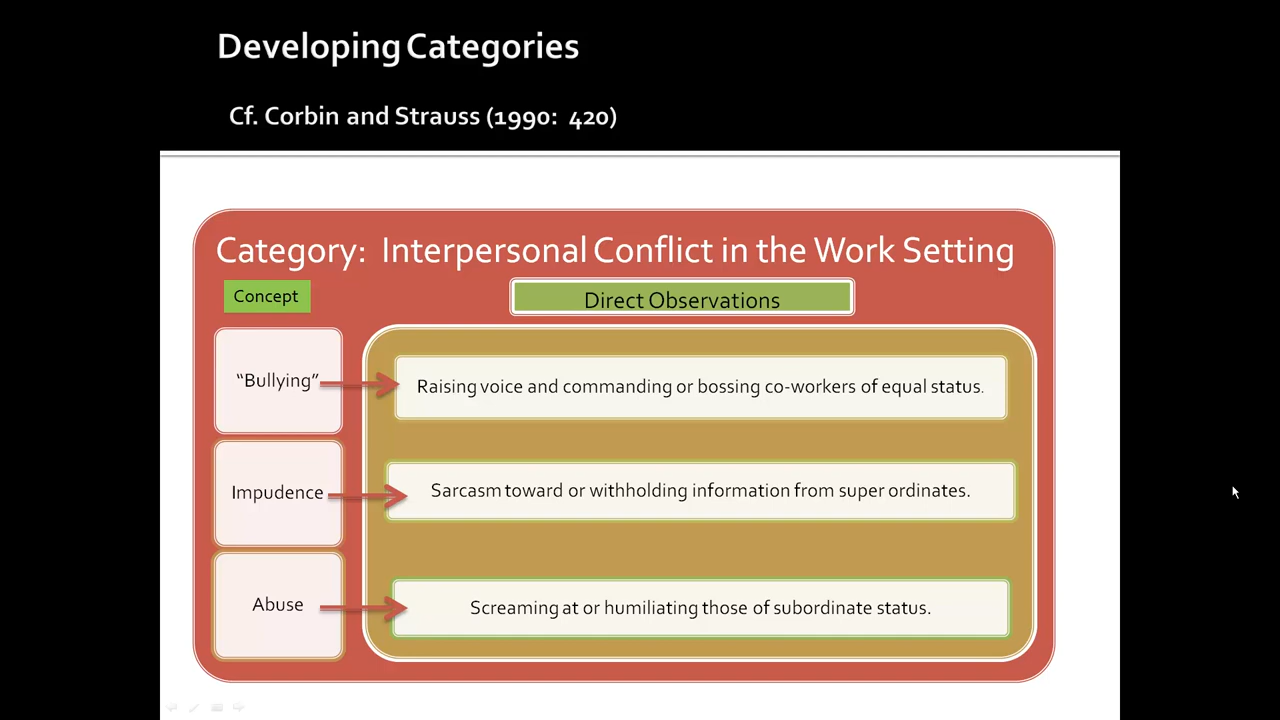 Developing Categories
Cf. Corbin and Strauss (1990: 420)
Category: Interpersonal Conflict in the Work Setting
Concept
Direct Observations
“Bullying”
Raising voice and commanding or bossing co-workers of equal status.
Impudence
Sarcasm toward or withholding information from super ordinates.
Abuse
Screaming at or humiliating those of subordinate status.